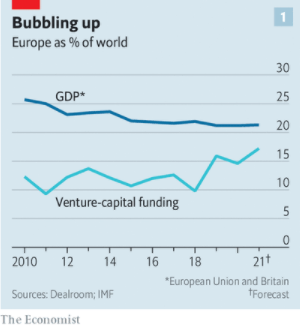 Bubbling up
1
Europe as % of world
30
GDP*
25
20
15
10
Venture-capital funding
5
0
2010 12 14 16 18 21†
*European Union and Britain
Sources: Dealroom; IMF †Forecast
The Economist